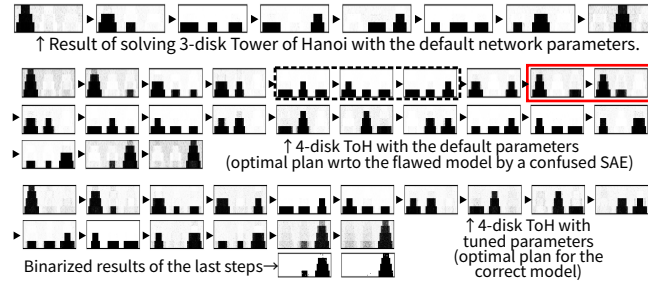 ↑Result of solving 3-disk Tower of Hanoi with the default network parameters.
↑4-disk ToH with the default parameters
(optimal plan wrto the flawed model by a confused SAE)
↑4-disk ToH with
tuned parameters
(optimal plan for the
correct model)
Binarized results of the last steps→